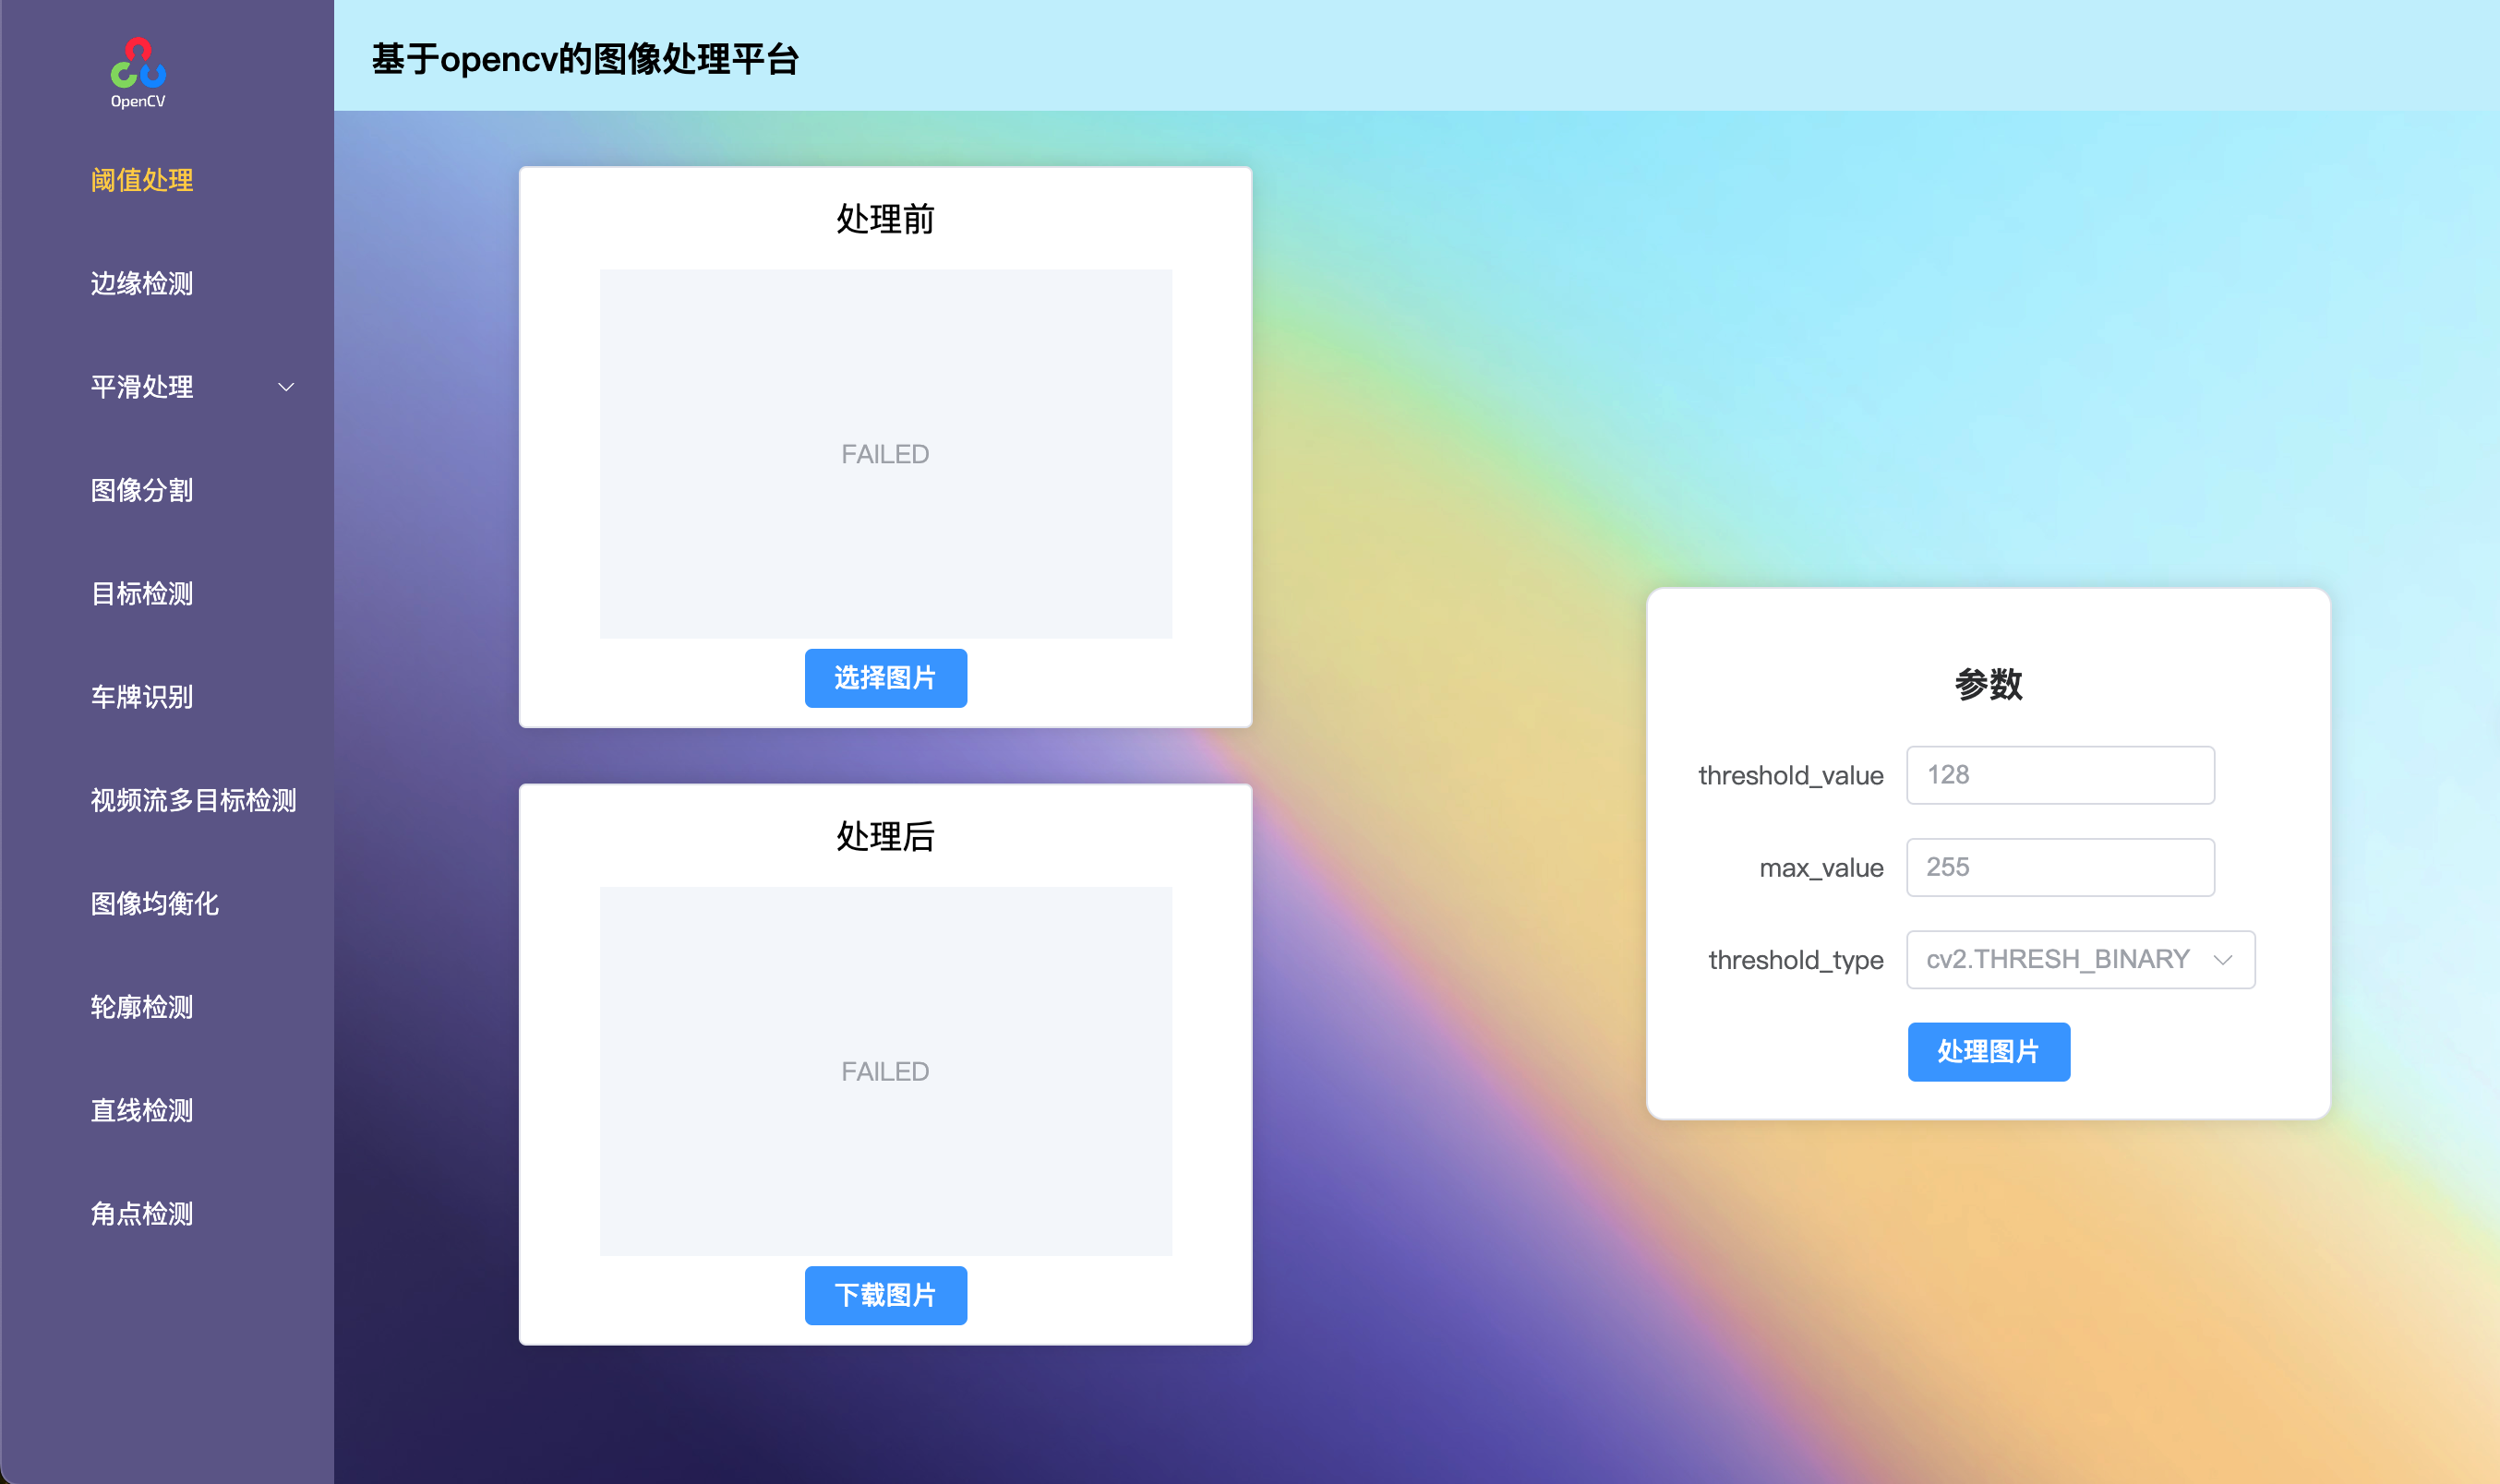 OpenCV
基于opencv的图像处理平台
阈值处理
边缘检测
平滑处理
图像分割
目标检测
车牌识别
视频流多目标检测
图像均衡化
轮廓检测
直线检测
角点检测
处理前
FAILED
选择图片
处理后
FAILED
下载图片
参数
threshold_value 128
max_value 255
threshold_type cv2.THRESH_BINARY
处理图片